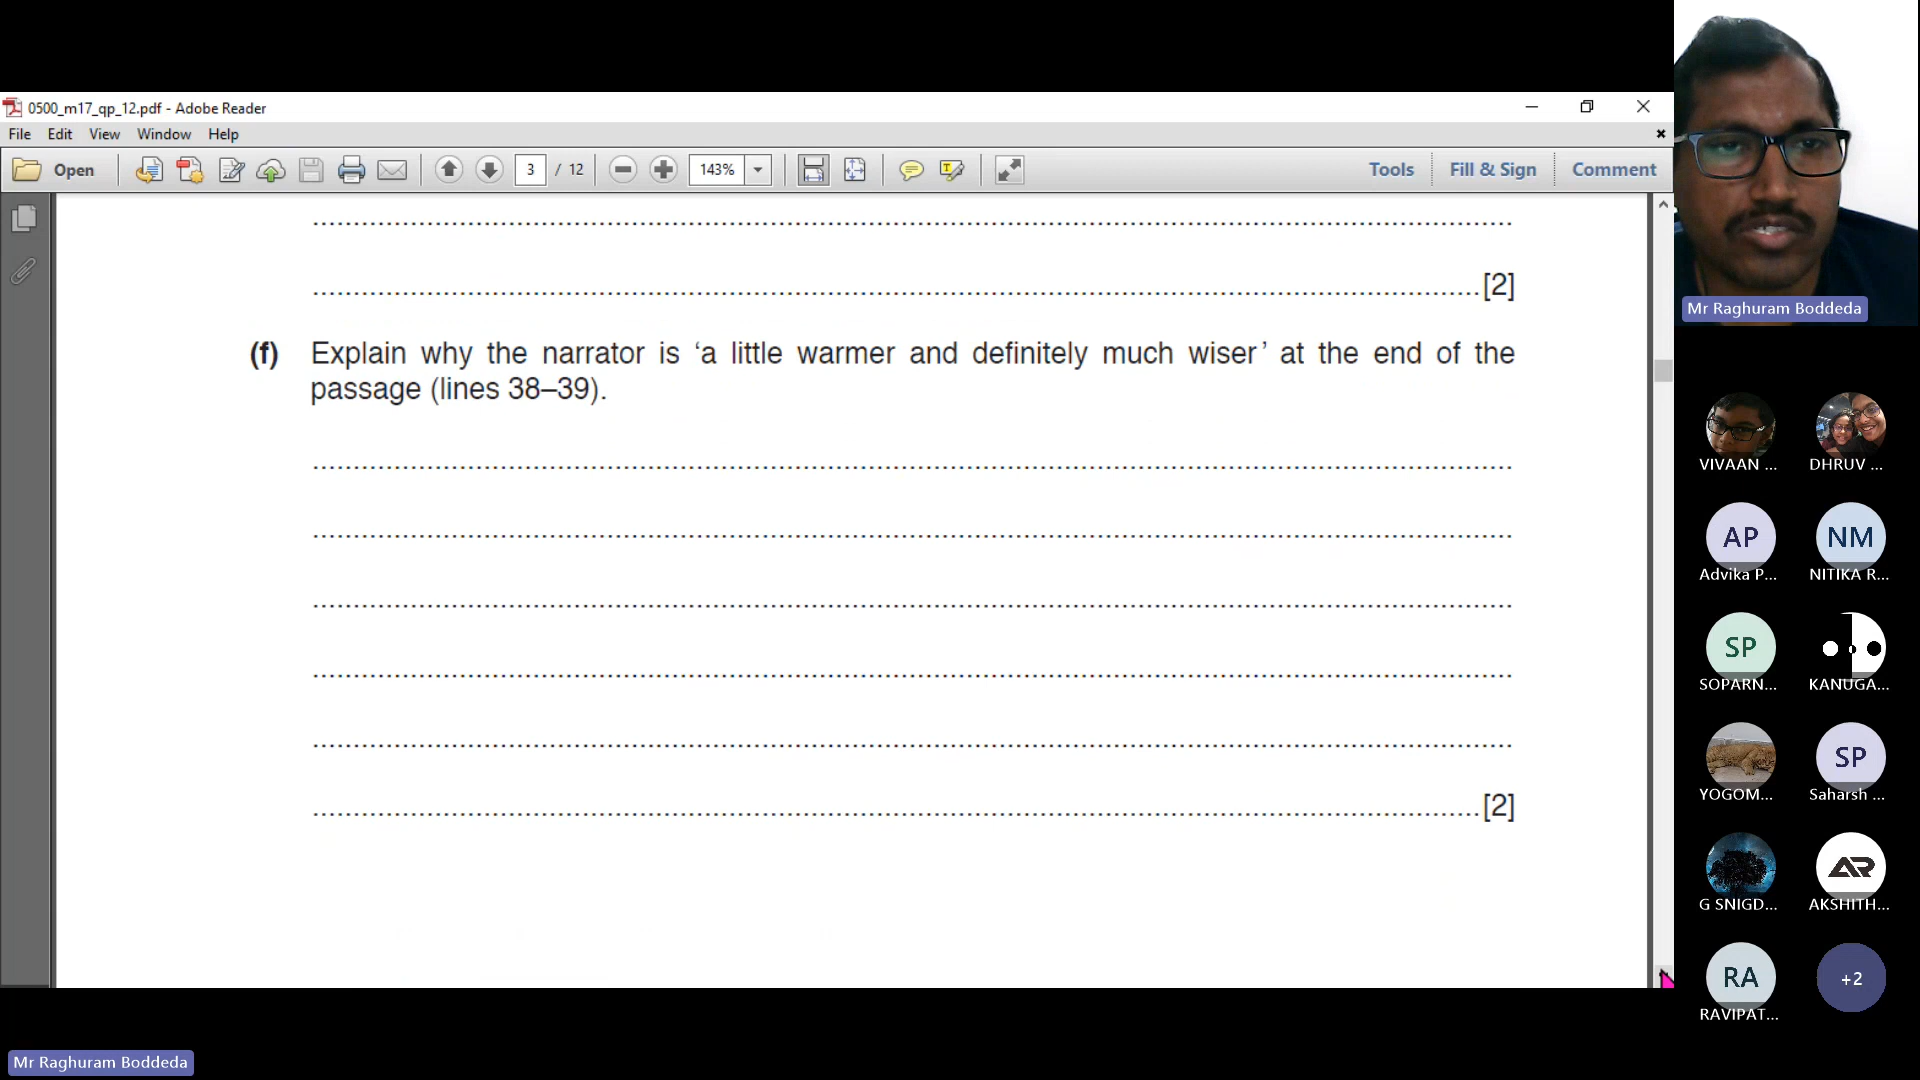 0500_m17_qp_12.pdf - Adobe Reader
File Edit View Window Help
Open 3 / 12 143% Tools Fill & Sign Comment
........................................................................................................................
........................................................................................................................[2]
(f) Explain why the narrator is ‘a little warmer and definitely much wiser’ at the end of the
passage (lines 38–39).
........................................................................................................................
........................................................................................................................
........................................................................................................................
........................................................................................................................
........................................................................................................................
........................................................................................................................[2]
Mr Raghuram Boddeda
VIVAAN ... DHRUV ...
AP NM
Advika P... NITIKA R...
SP
SOPARN... KANUGA...
SP
YOGOM... Saharsh ...
AR
G SNIGD... AKSHITH...
RA +2
RAVIPAT...
Mr Raghuram Boddeda